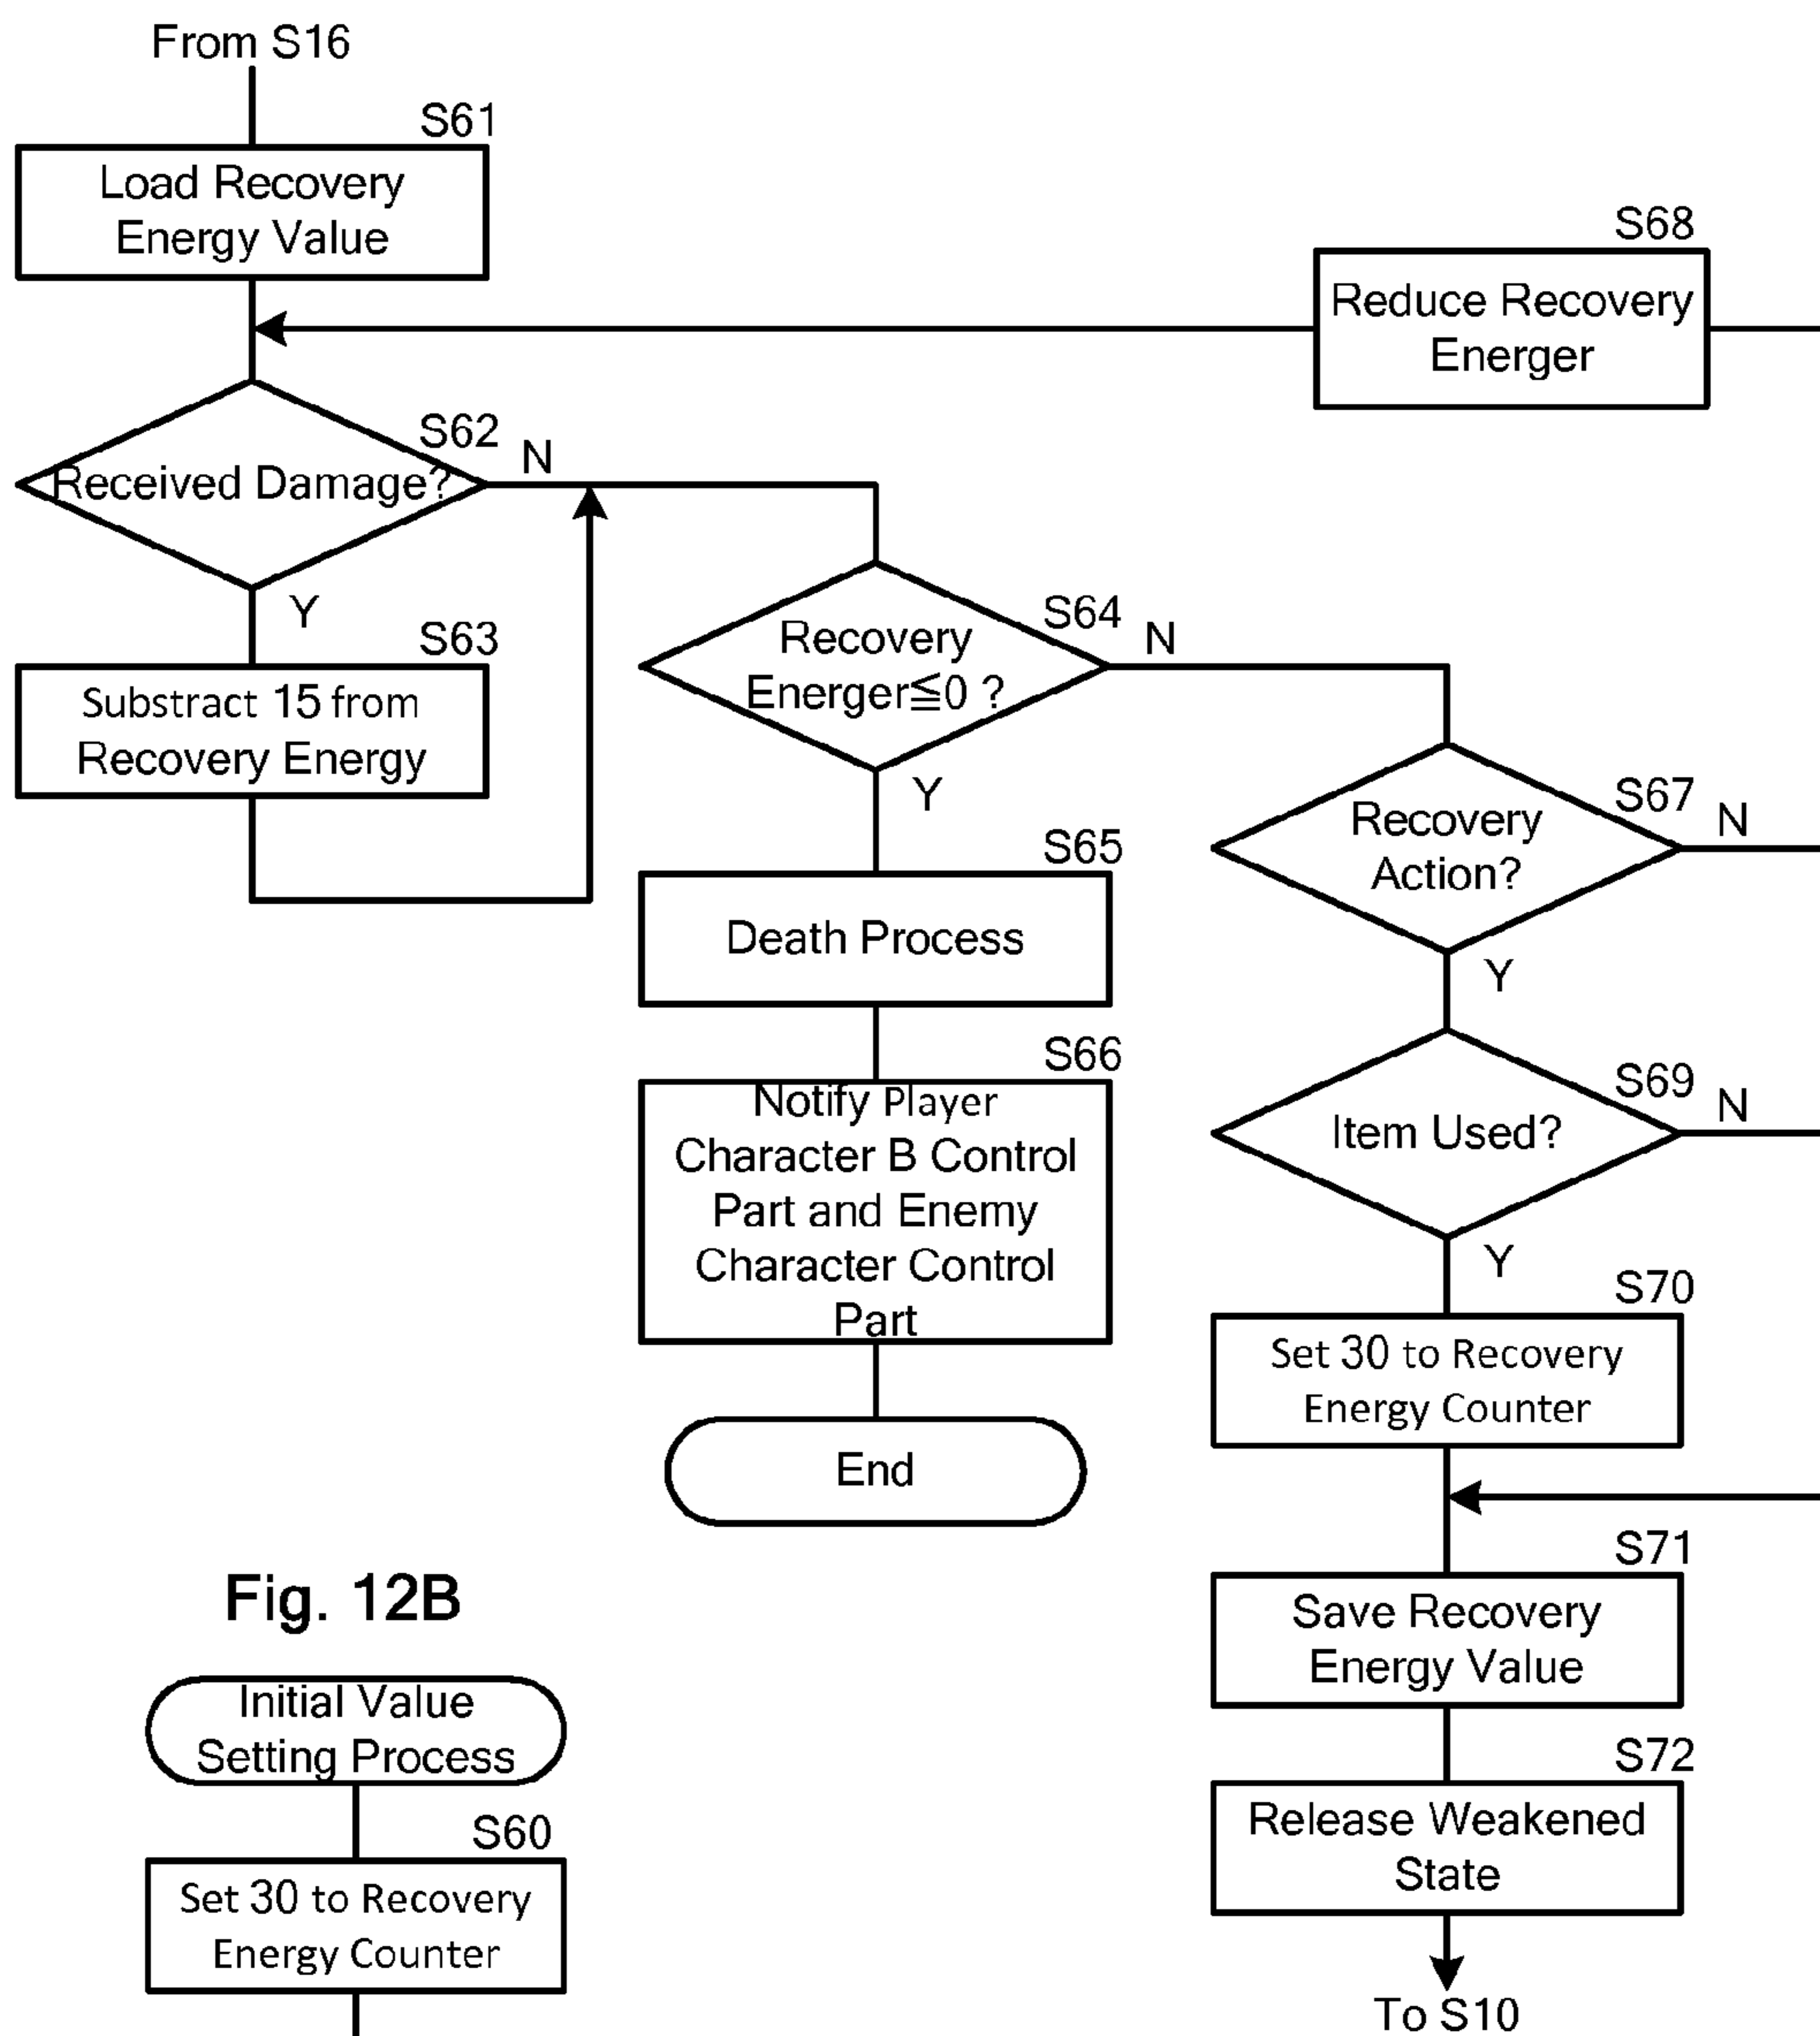 From S16
S61
Load Recovery
Energy Value
S68
Reduce Recovery
Energer
S62
Received Damage?
N
Y
S63
Substract 15 from
Recovery Energy
S64
Recovery
Energer≦0 ?
N
Y
S65
Death Process
S66
Notify Player
Character B Control
Part and Enemy
Character Control
Part
End
S67
Recovery
Action?
N
Y
S69
Item Used?
N
Y
S70
Set 30 to Recovery
Energy Counter
S71
Save Recovery
Energy Value
S72
Release Weakened
State
To S10
Fig. 12B
Initial Value
Setting Process
S60
Set 30 to Recovery
Energy Counter